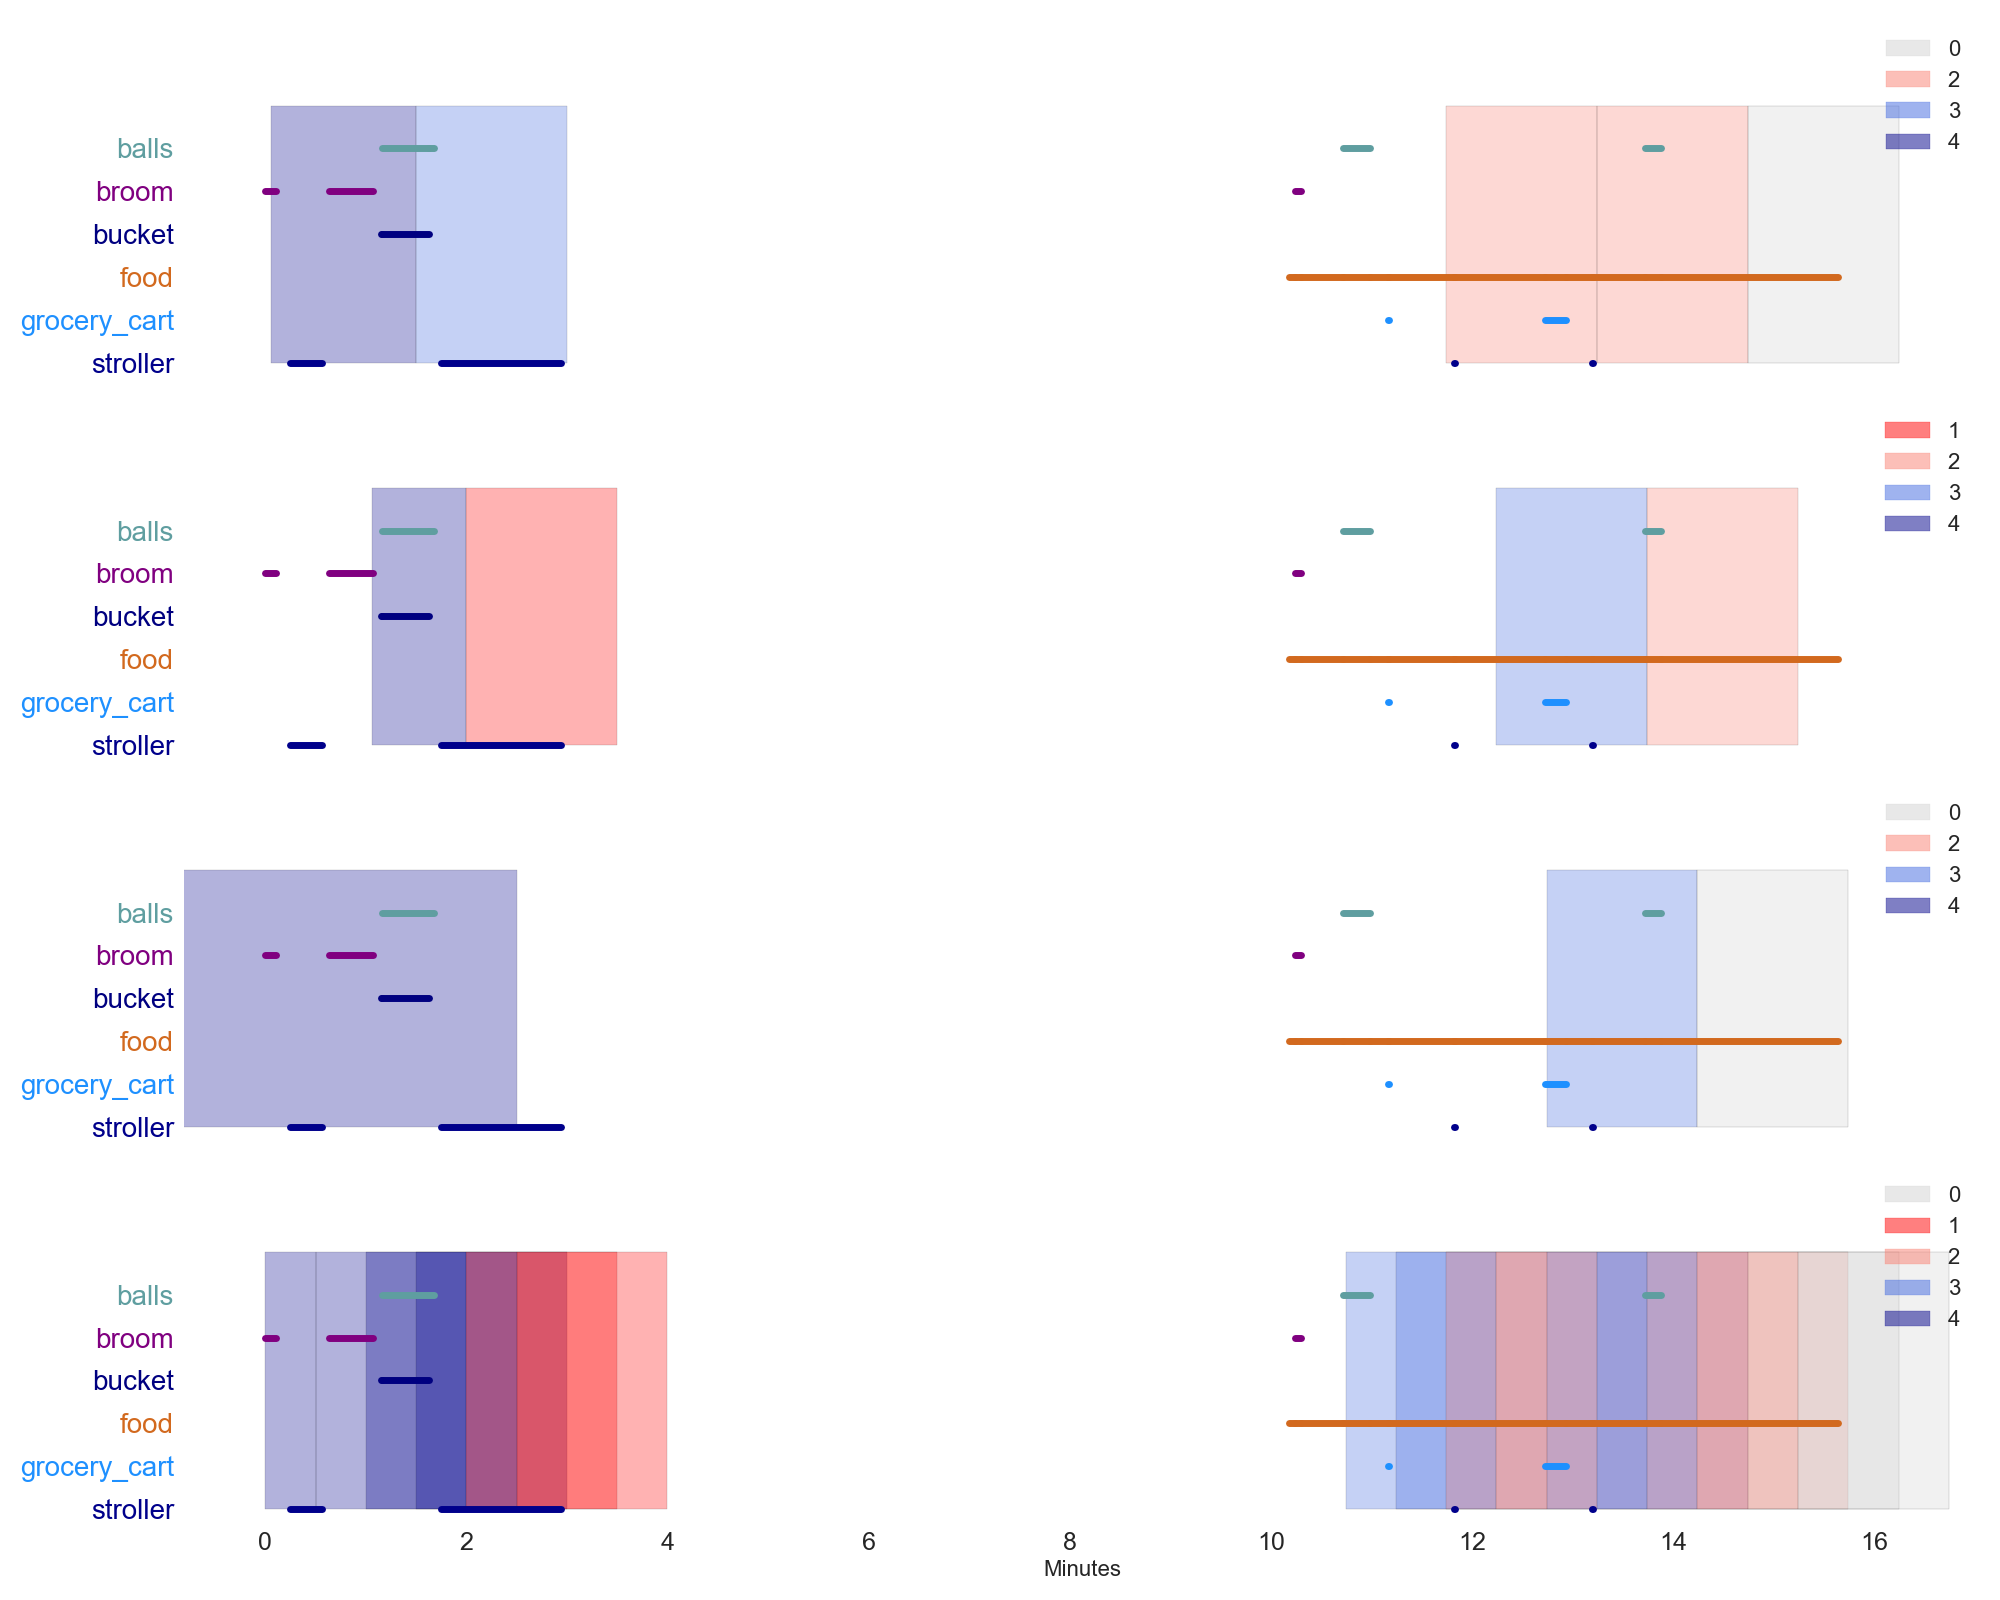 0
2
3
4
balls
broom
bucket
food
grocery_cart
stroller
1
2
3
4
balls
broom
bucket
food
grocery_cart
stroller
0
2
3
4
balls
broom
bucket
food
grocery_cart
stroller
0
1
2
3
4
balls
broom
bucket
food
grocery_cart
stroller
0 2 4 6 8 10 12 14 16
Minutes